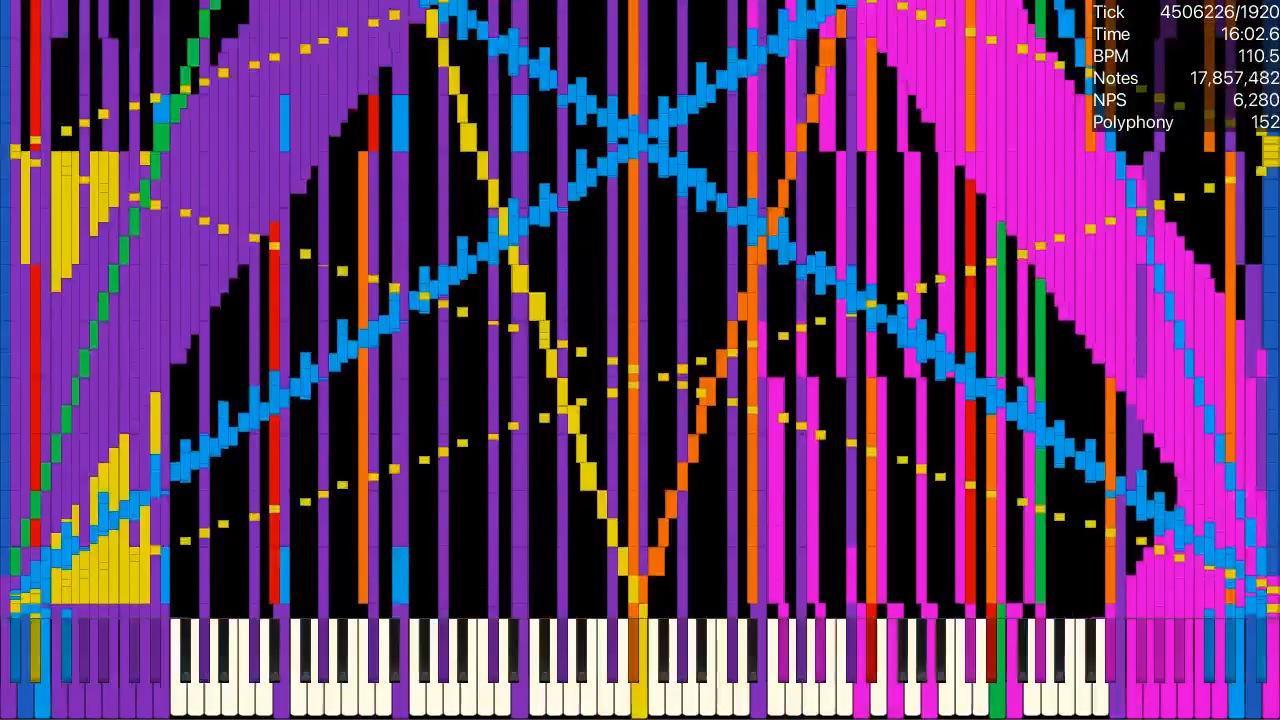 Tick 4506226/1920
Time 16:02.6
BPM 110.5
Notes 17,857,482
NPS 6,280
Polyphony 152